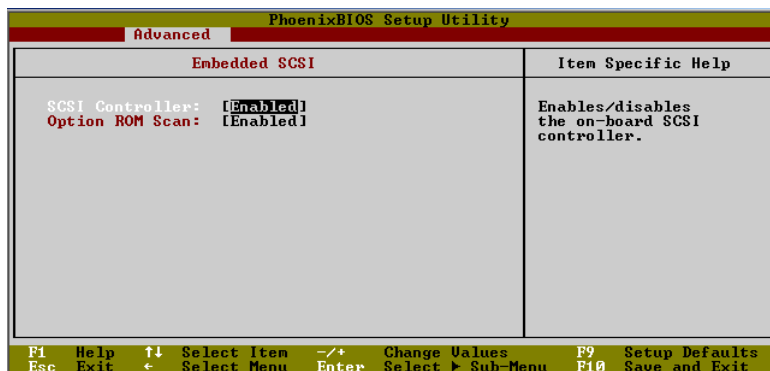 PhoenixBIOS Setup Utility
Advanced
Embedded SCSI
Item Specific Help
SCSI Controller: [Enabled]
Option ROM Scan: [Enabled]
Enables/disables
the on-board SCSI
controller.
F1 Help ↑↓ Select Item -/+ Change Values F9 Setup Defaults
Esc Exit ← Select Menu Enter Select ▶ Sub-Menu F10 Save and Exit